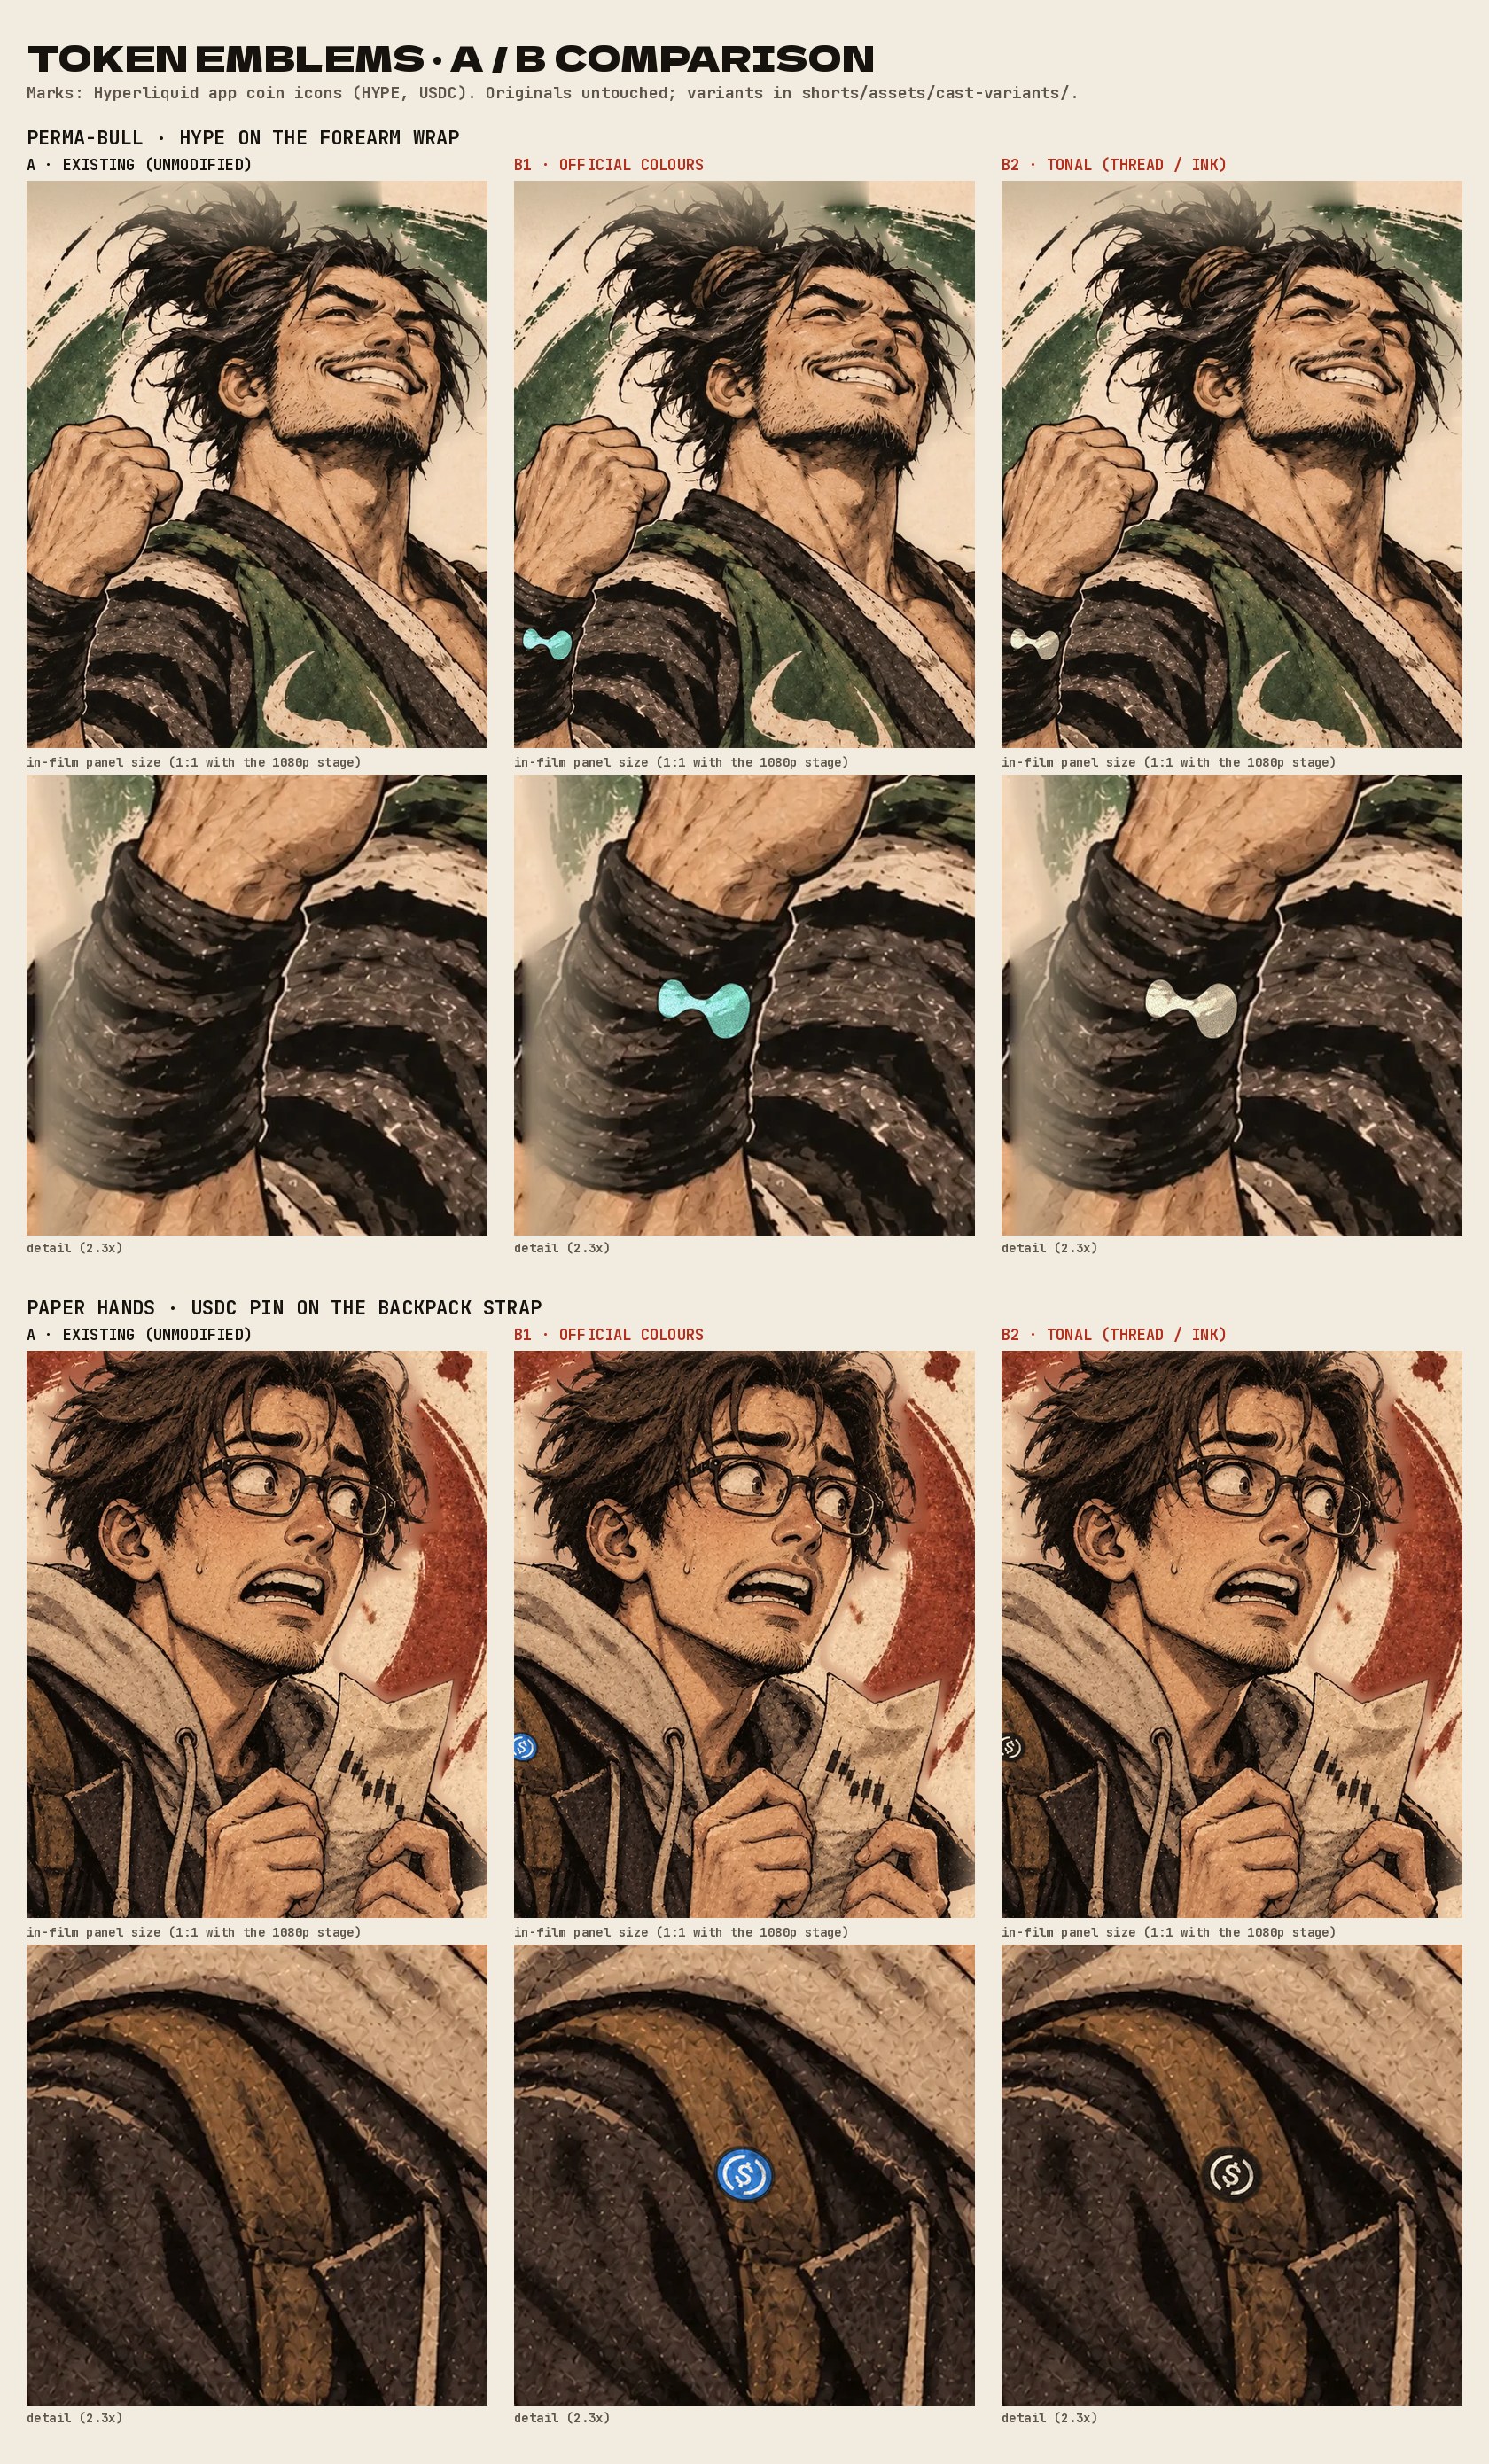 TOKEN EMBLEMS · A / B COMPARISON
Marks: Hyperliquid app coin icons (HYPE, USDC). Originals untouched; variants in shorts/assets/cast-variants/.
PERMA-BULL · HYPE ON THE FOREARM WRAP
A · EXISTING (UNMODIFIED)
B1 · OFFICIAL COLOURS
B2 · TONAL (THREAD / INK)
in-film panel size (1:1 with the 1080p stage)
in-film panel size (1:1 with the 1080p stage)
in-film panel size (1:1 with the 1080p stage)
detail (2.3x)
detail (2.3x)
detail (2.3x)
PAPER HANDS · USDC PIN ON THE BACKPACK STRAP
A · EXISTING (UNMODIFIED)
B1 · OFFICIAL COLOURS
B2 · TONAL (THREAD / INK)
$
$
in-film panel size (1:1 with the 1080p stage)
in-film panel size (1:1 with the 1080p stage)
in-film panel size (1:1 with the 1080p stage)
$
$
detail (2.3x)
detail (2.3x)
detail (2.3x)